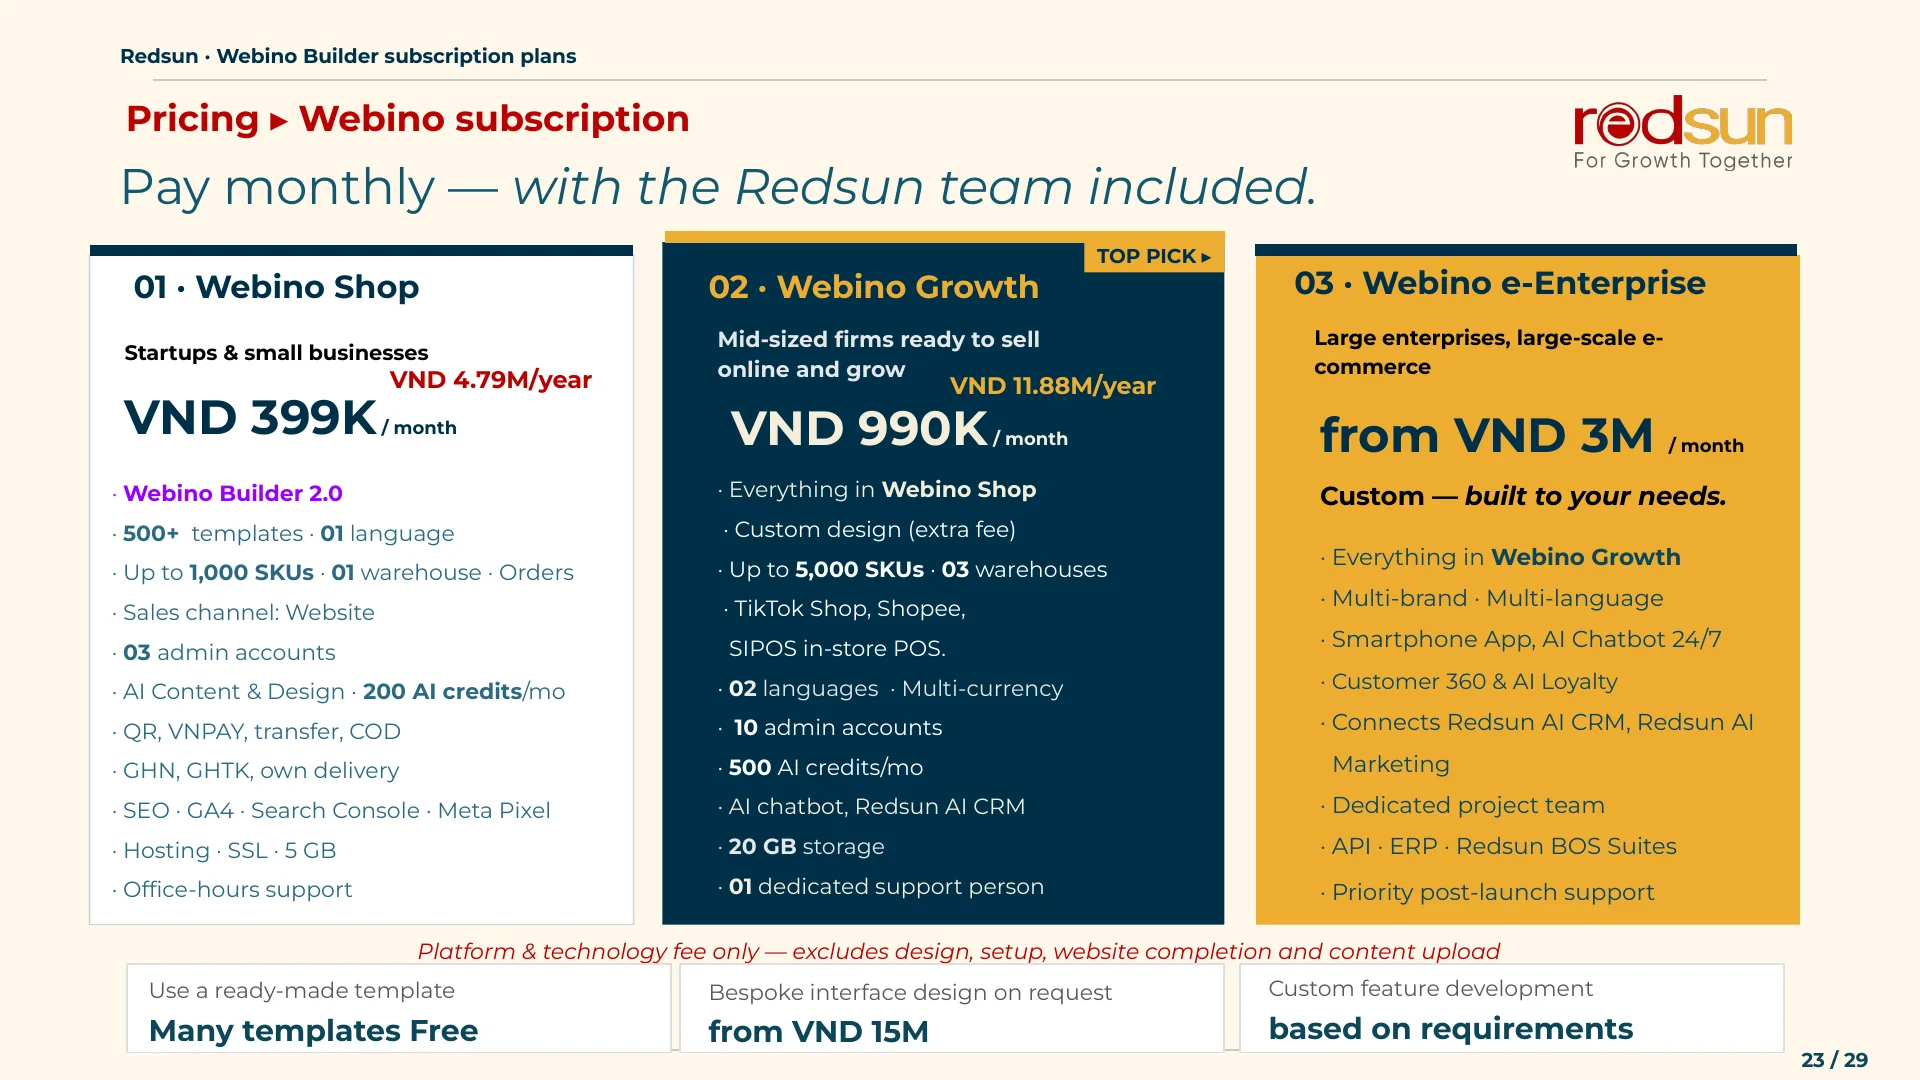 Redsun · Webino Builder subscription plans
Pricing ▸ Webino subscription
redsun
For Growth Together
Pay monthly — with the Redsun team included.
01 · Webino Shop
Startups & small businesses
VND 4.79M/year
VND 399K / month
· Webino Builder 2.0
· 500+ templates · 01 language
· Up to 1,000 SKUs · 01 warehouse · Orders
· Sales channel: Website
· 03 admin accounts
· AI Content & Design · 200 AI credits/mo
· QR, VNPAY, transfer, COD
· GHN, GHTK, own delivery
· SEO · GA4 · Search Console · Meta Pixel
· Hosting · SSL · 5 GB
· Office-hours support
TOP PICK ▸
02 · Webino Growth
Mid-sized firms ready to sell
online and grow
VND 11.88M/year
VND 990K / month
· Everything in Webino Shop
· Custom design (extra fee)
· Up to 5,000 SKUs · 03 warehouses
· TikTok Shop, Shopee,
SIPOS in-store POS.
· 02 languages · Multi-currency
· 10 admin accounts
· 500 AI credits/mo
· AI chatbot, Redsun AI CRM
· 20 GB storage
· 01 dedicated support person
03 · Webino e-Enterprise
Large enterprises, large-scale e-
commerce
from VND 3M / month
Custom — built to your needs.
· Everything in Webino Growth
· Multi-brand · Multi-language
· Smartphone App, AI Chatbot 24/7
· Customer 360 & AI Loyalty
· Connects Redsun AI CRM, Redsun AI
Marketing
· Dedicated project team
· API · ERP · Redsun BOS Suites
· Priority post-launch support
Platform & technology fee only — excludes design, setup, website completion and content upload
Use a ready-made template
Many templates Free
Bespoke interface design on request
from VND 15M
Custom feature development
based on requirements
23 / 29